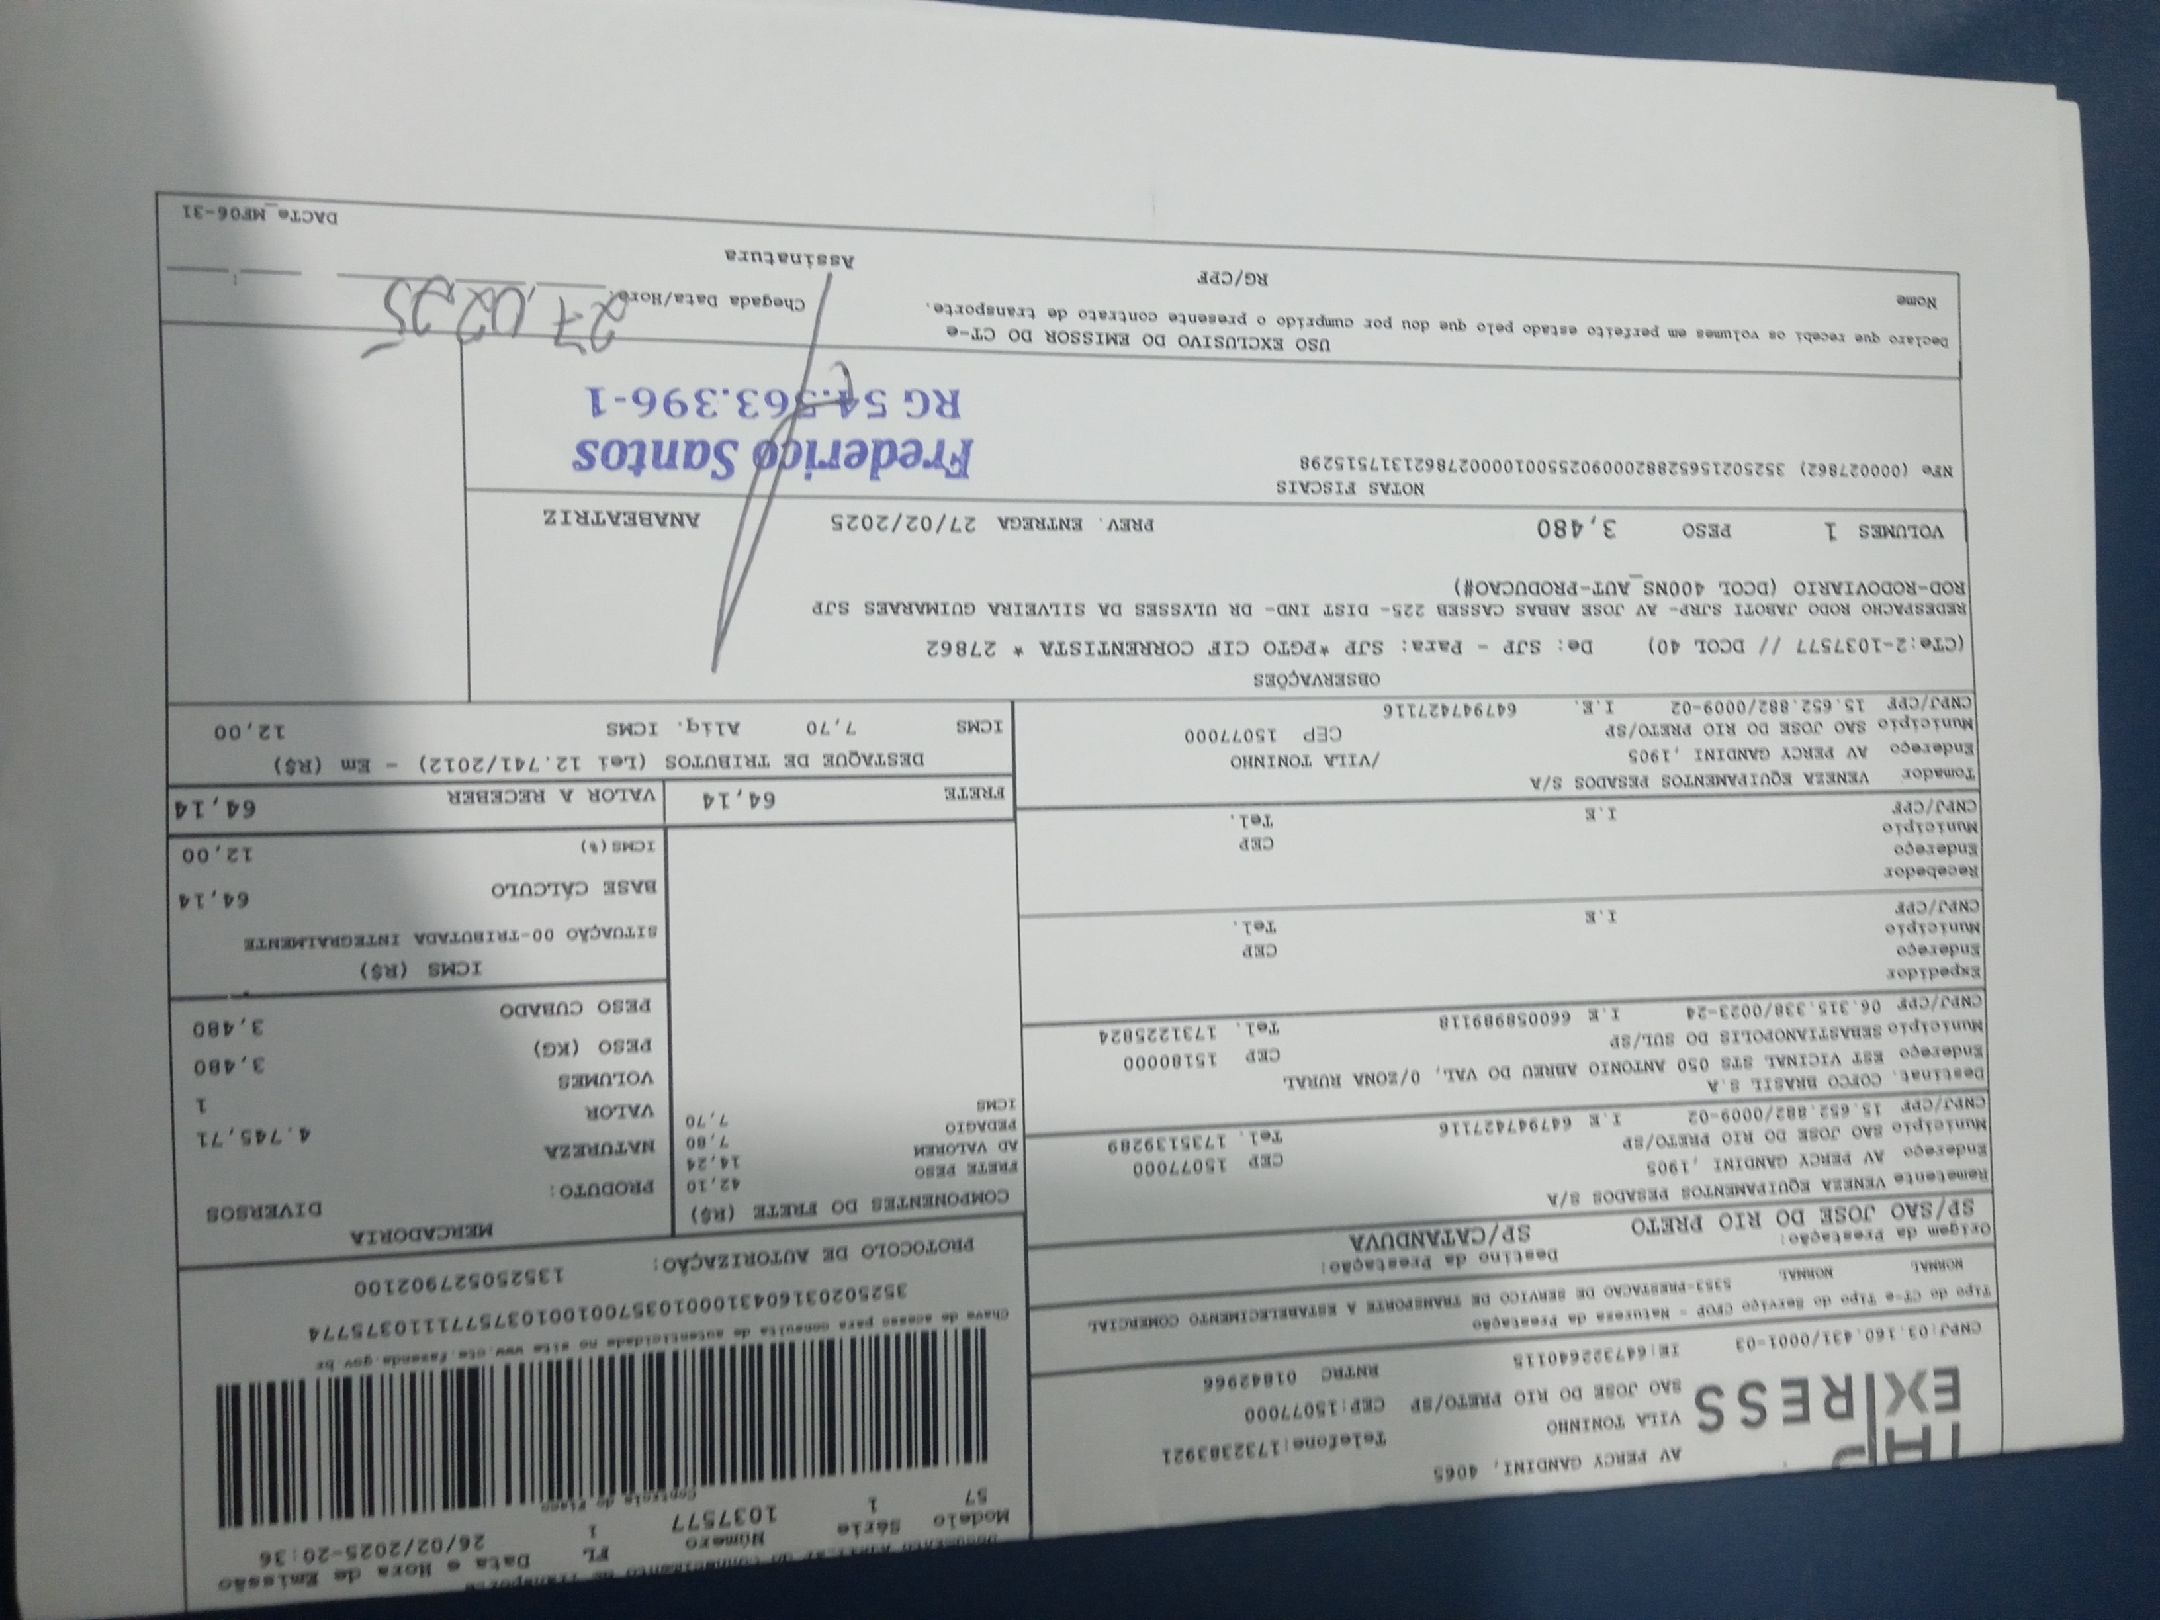 Modelo Série Número FL Data e Hora de Emissão
57 1 1037577 1 26/02/2025-20:36
Controle do Fisco
EXPRESS
AV PERCY GANDINI, 4065
VILA TONINHO Telefone:1732383921
SAO JOSE DO RIO PRETO/SP CEP:15077000
CNPJ:03.160.431/0001-03 IE:647322640115 RNTRC 01842966
Chave de acesso para consulta de autenticidade no site www.cte.fazenda.gov.br
35250203160431000103570010010375771110375774
PROTOCOLO DE AUTORIZAÇÃO: 135250527902100
Tipo do CT-e Tipo do Serviço CFOP - Natureza da Prestação
NORMAL NORMAL 5353-PRESTACAO DE SERVICO DE TRANSPORTE A ESTABELECIMENTO COMERCIAL
Origem da Prestação: Destino da Prestação:
SP/SAO JOSE DO RIO PRETO SP/CATANDUVA
Remetente VENEZA EQUIPAMENTOS PESADOS S/A
Endereço AV PERCY GANDINI ,1905 CEP 15077000
Município SAO JOSE DO RIO PRETO/SP Tel. 1735139289
CNPJ/CPF 15.652.882/0009-02 I.E 647947427116
Destinat. COFCO BRASIL S.A
Endereço EST VICINAL STS 050 ANTONIO ABREU DO VAL, 0/ZONA RURAL
Município SEBASTIANOPOLIS DO SUL/SP CEP 15180000
CNPJ/CPF 06.315.338/0023-24 I.E 660058989118 Tel. 1731225824
Expedidor
Endereço CEP
Município Tel.
CNPJ/CPF I.E
Recebedor
Endereço
Município CEP
CNPJ/CPF I.E Tel.
Tomador VENEZA EQUIPAMENTOS PESADOS S/A
Endereço AV PERCY GANDINI ,1905 /VILA TONINHO
Município SAO JOSE DO RIO PRETO/SP CEP 15077000
CNPJ/CPF 15.652.882/0009-02 I.E. 647947427116
COMPONENTES DO FRETE (R$)
FRETE PESO 42,10
AD VALOREM 14,24
PEDAGIO 7,80
ICMS 7,70
MERCADORIA
PRODUTO: DIVERSOS
NATUREZA
VALOR 4.745,71
VOLUMES 1
PESO (KG) 3,480
PESO CUBADO 3,480
ICMS (R$)
SITUAÇÃO 00-TRIBUTADA INTEGRALMENTE
BASE CÁLCULO 64,14
ICMS(%) 12,00
FRETE 64,14 VALOR A RECEBER 64,14
DESTAQUE DE TRIBUTOS (Lei 12.741/2012) - Em (R$)
ICMS 7,70 Aliq. ICMS 12,00
OBSERVAÇÕES
(CTe:2-1037577 // DCOL 40) De: SJP - Para: SJP *PGTO CIF CORRENTISTA * 27862
REDESPACHO RODO JABOTI SJRP- AV JOSE ABBAS CASSEB 225- DIST IND- DR ULYSSES DA SILVEIRA GUIMARAES SJP
ROD-RODOVIARIO (DCOL 400NS_AUT-PRODUCAO#)
VOLUMES 1 PESO 3,480 PREV. ENTREGA 27/02/2025 ANABEATRIZ
NOTAS FISCAIS
NFe (000027862) 35250215652882000902550010000278621317515298
Frederico Santos
RG 54.563.396-1
USO EXCLUSIVO DO EMISSOR DO CT-e
Declaro que recebi os volumes em perfeito estado pelo que dou por cumprido o presente contrato de transporte.
Chegada Data/Hora 27,02,25
Nome RG/CPF Assinatura
DACTe_MF06-31